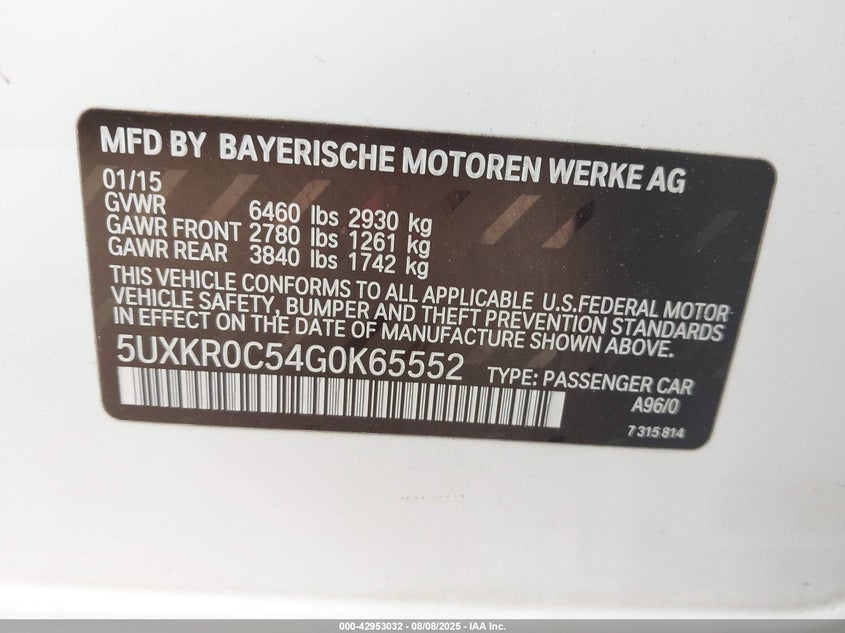 MFD BY BAYERISCHE MOTOREN WERKE AG
01/15
GVWR 6460 lbs 2930 kg
GAWR FRONT 2780 lbs 1261 kg
GAWR REAR 3840 lbs 1742 kg
THIS VEHICLE CONFORMS TO ALL APPLICABLE U.S.FEDERAL MOTOR
VEHICLE SAFETY, BUMPER AND THEFT PREVENTION STANDARDS
IN EFFECT ON THE DATE OF MANUFACTURE SHOWN ABOVE.
5UXKR0C54G0K65552 TYPE: PASSENGER CAR
A96/0
7 315 814
000-42953032 - 08/08/2025 - IAA Inc.